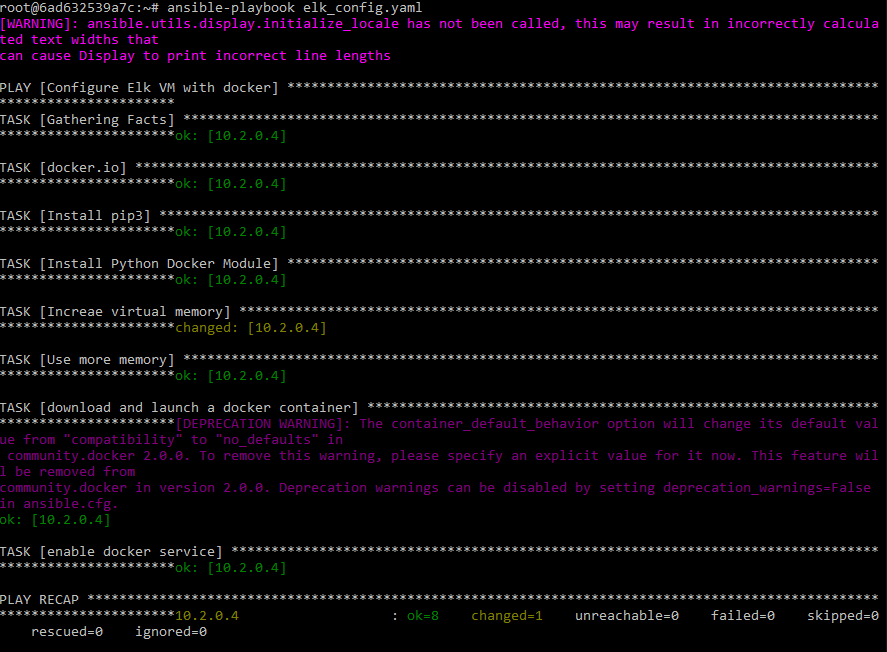 root@6ad632539a7c:~# ansible-playbook elk_config.yaml
[WARNING]: ansible.utils.display.initialize_locale has not been called, this may result in incorrectly calcula
ted text widths that
can cause Display to print incorrect line lengths
PLAY [Configure Elk VM with docker] **************************************************************************
**********************
TASK [Gathering Facts] ***************************************************************************************
**********************ok: [10.2.0.4]
TASK [docker.io] *********************************************************************************************
**********************ok: [10.2.0.4]
TASK [Install pip3] ******************************************************************************************
**********************ok: [10.2.0.4]
TASK [Install Python Docker Module] **************************************************************************
**********************ok: [10.2.0.4]
TASK [Increae virtual memory] ********************************************************************************
**********************changed: [10.2.0.4]
TASK [Use more memory] ***************************************************************************************
**********************ok: [10.2.0.4]
TASK [download and launch a docker container] ****************************************************************
**********************[DEPRECATION WARNING]: The container_default_behavior option will change its default val
ue from "compatibility" to "no_defaults" in
 community.docker 2.0.0. To remove this warning, please specify an explicit value for it now. This feature wil
l be removed from
community.docker in version 2.0.0. Deprecation warnings can be disabled by setting deprecation_warnings=False
in ansible.cfg.
ok: [10.2.0.4]
TASK [enable docker service] *********************************************************************************
**********************ok: [10.2.0.4]
PLAY RECAP ***************************************************************************************************
**********************10.2.0.4                   : ok=8    changed=1    unreachable=0    failed=0    skipped=0
    rescued=0    ignored=0